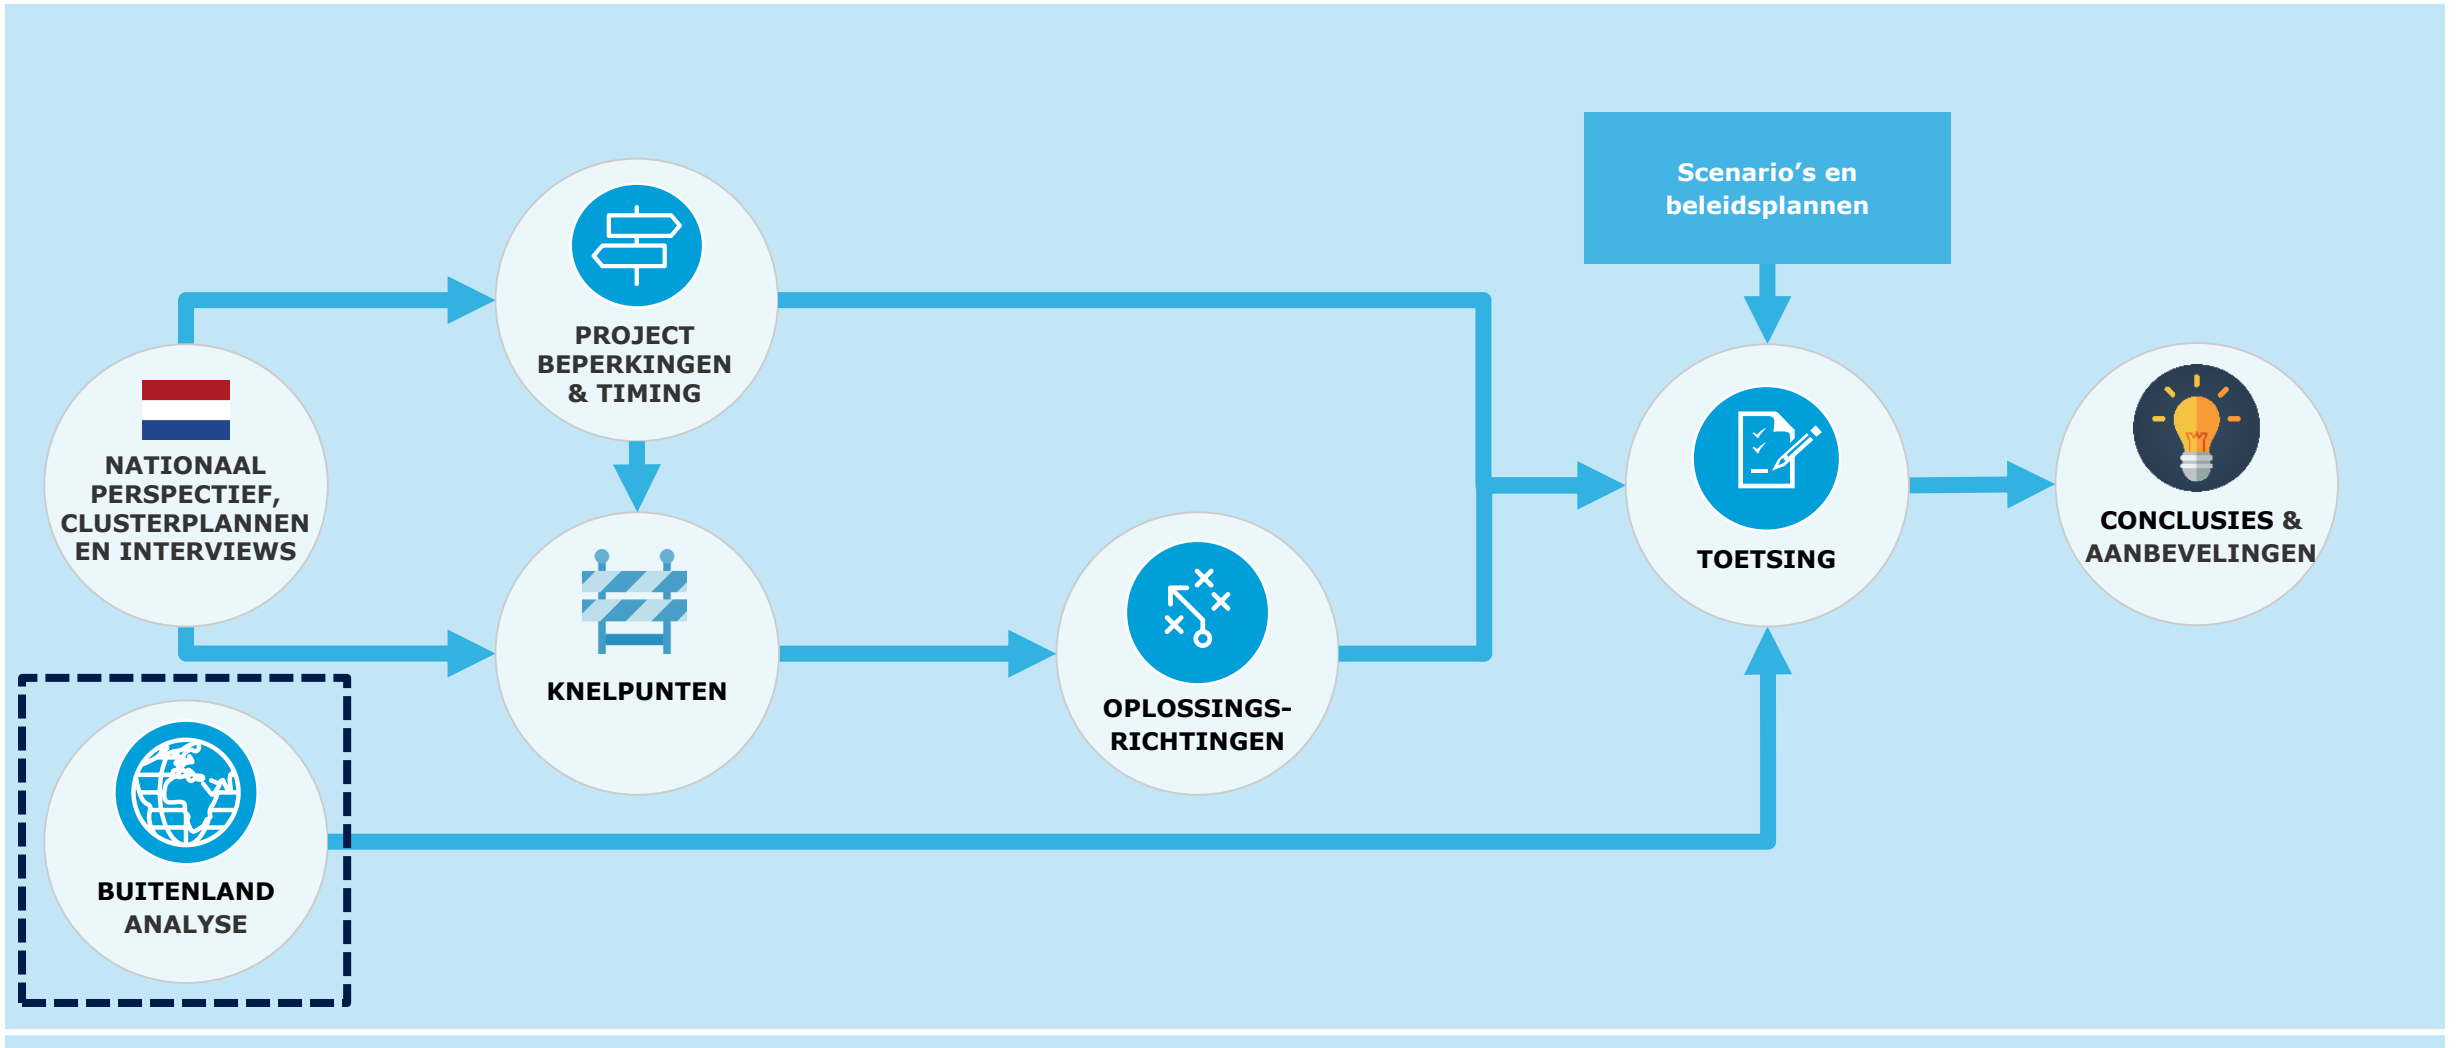 Scenario’s en
beleidsplannen
PROJECT
BEPERKINGEN
& TIMING
NATIONAAL
PERSPECTIEF,
CLUSTERPLANNEN
EN INTERVIEWS
KNELPUNTEN
OPLOSSINGS-
RICHTINGEN
TOETSING
CONCLUSIES &
AANBEVELINGEN
BUITENLAND
ANALYSE